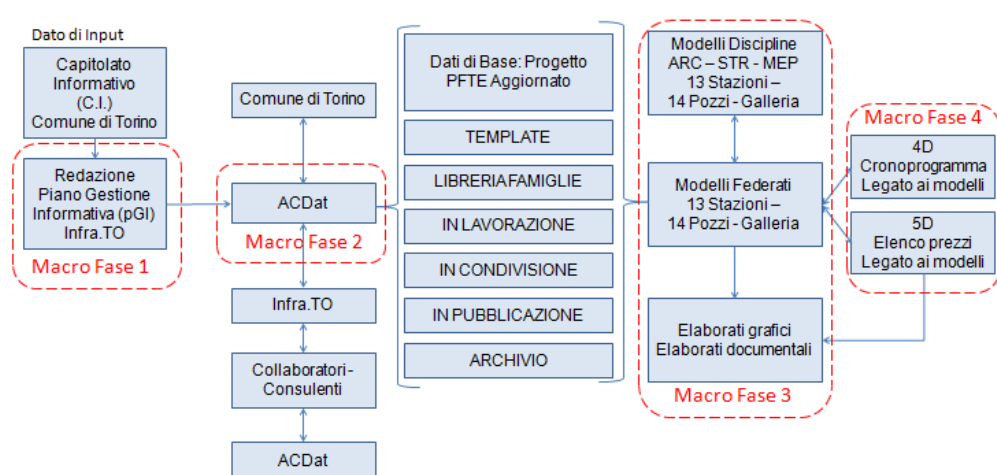 Dato di Input
Capitolato
Informativo
(C.I.)
Comune di Torino
Redazione
Piano Gestione
Informativa (pGI)
Infra.TO
Macro Fase 1
Comune di Torino
ACDat
Macro Fase 2
Infra.TO
Collaboratori-
Consulenti
ACDat
Dati di Base: Progetto
PFTE Aggiornato
TEMPLATE
LIBRERIA FAMIGLIE
IN LAVORAZIONE
IN CONDIVISIONE
IN PUBBLICAZIONE
ARCHIVIO
Modelli Discipline
ARC – STR - MEP
13 Stazioni –
14 Pozzi - Galleria
Modelli Federati
13 Stazioni –
14 Pozzi - Galleria
Elaborati grafici
Elaborati documentali
Macro Fase 3
Macro Fase 4
4D
Cronoprogramma
Legato ai modelli
5D
Elenco prezzi
Legato ai modelli